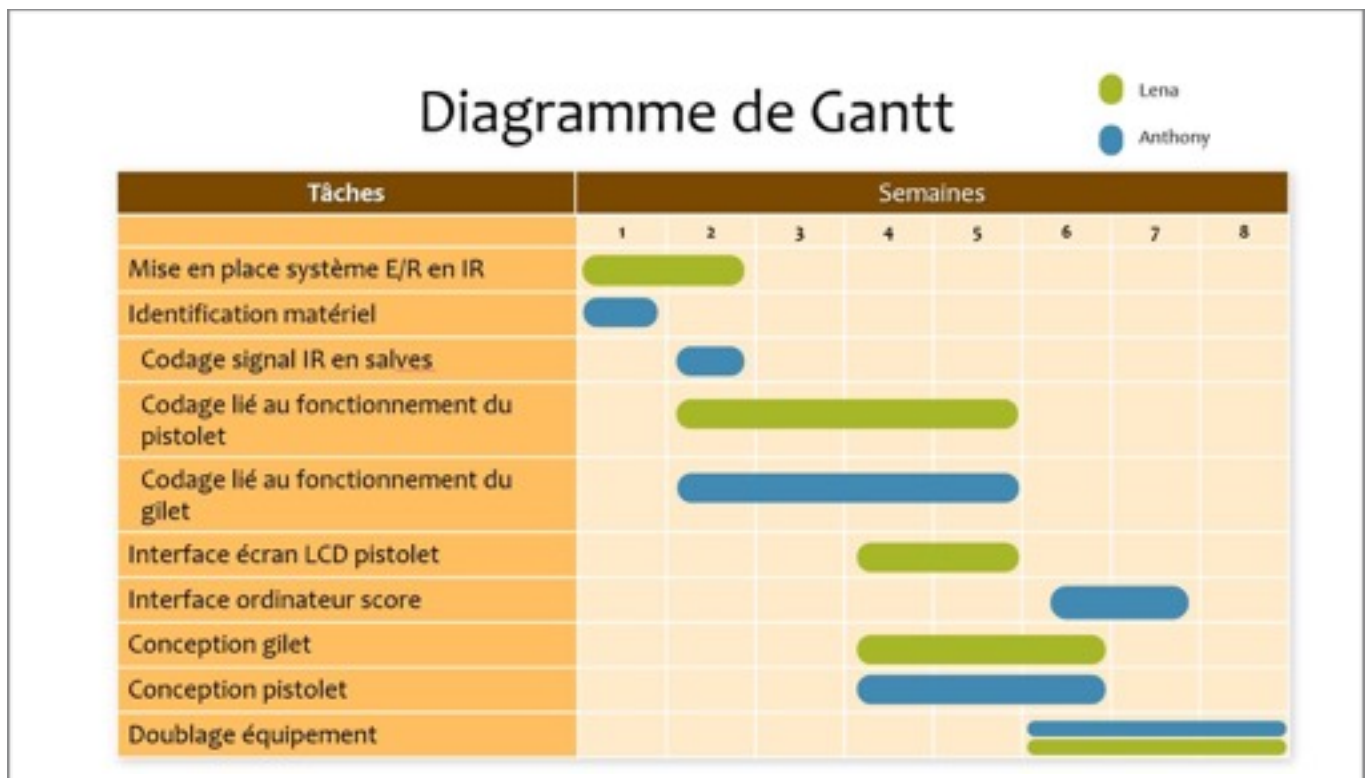 Diagramme de Gantt
Lena
Anthony
Tâches
Semaines
1 2 3 4 5 6 7 8
Mise en place système E/R en IR
Identification matériel
Codage signal IR en salves
Codage lié au fonctionnement du
pistolet
Codage lié au fonctionnement du
gilet
Interface écran LCD pistolet
Interface ordinateur score
Conception gilet
Conception pistolet
Doublage équipement